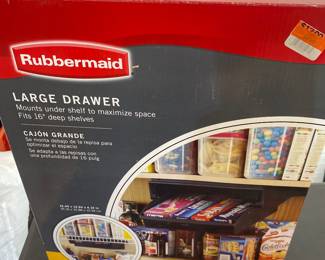 Rubbermaid
LARGE DRAWER
Mounts under shelf to maximize space
Fits 16" deep shelves
CAJÓN GRANDE
Se monta debajo de la repisa para
optimizar el espacio
Se adapta a las repisas con
una profundidad de 16 pulg
Goldfish